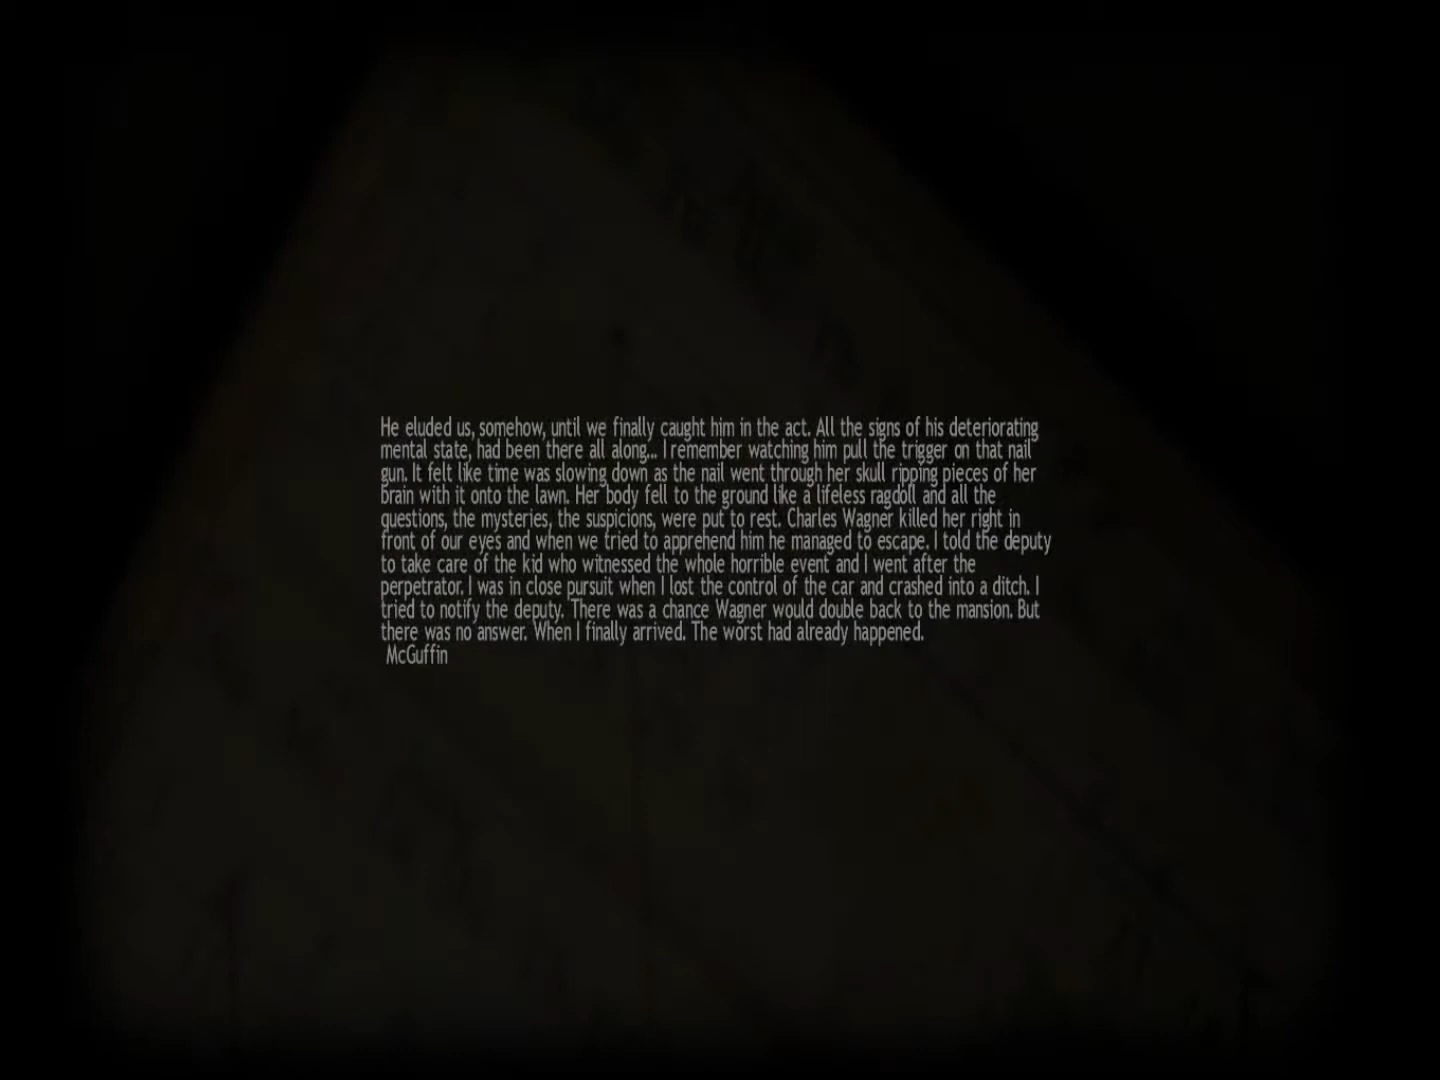 He eluded us, somehow, until we finally caught him in the act. All the signs of his deteriorating
mental state, had been there all along... I remember watching him pull the trigger on that nail
gun. It felt like time was slowing down as the nail went through her skull ripping pieces of her
brain with it onto the lawn. Her body fell to the ground like a lifeless ragdoll and all the
questions, the mysteries, the suspicions, were put to rest. Charles Wagner killed her right in
front of our eyes and when we tried to apprehend him he managed to escape. I told the deputy
to take care of the kid who witnessed the whole horrible event and I went after the
perpetrator. I was in close pursuit when I lost the control of the car and crashed into a ditch. I
tried to notify the deputy. There was a chance Wagner would double back to the mansion. But
there was no answer. When I finally arrived. The worst had already happened.
McGuffin